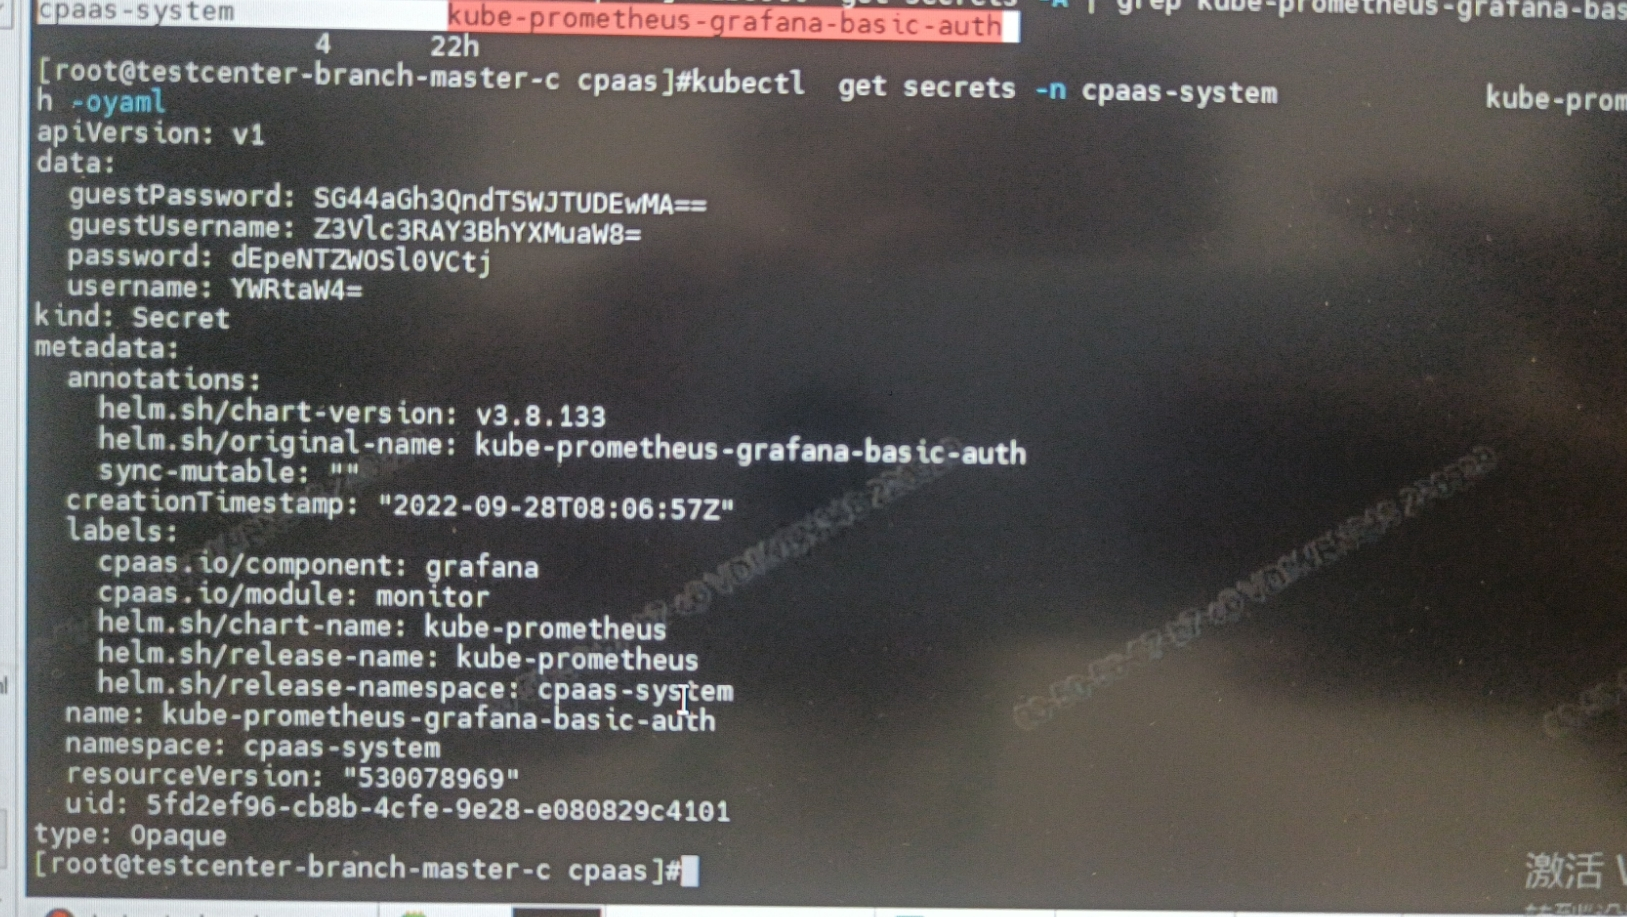 cpaas-system kube-prometheus-grafana-basic-auth get secrets -A | grep kube-prometheus-grafana-bas
4 22h
[root@testcenter-branch-master-c cpaas]#kubectl get secrets -n cpaas-system kube-prom
h -oyaml
apiVersion: v1
data:
guestPassword: SG44aGh3QndTSWJTUDEwMA==
guestUsername: Z3Vlc3RAY3BhYXMuaW8=
password: dEpeNTZWOSl0VCtj
username: YWRtaW4=
kind: Secret
metadata:
annotations:
helm.sh/chart-version: v3.8.133
helm.sh/original-name: kube-prometheus-grafana-basic-auth
sync-mutable: ""
creationTimestamp: "2022-09-28T08:06:57Z"
labels:
cpaas.io/component: grafana
cpaas.io/module: monitor
helm.sh/chart-name: kube-prometheus
helm.sh/release-name: kube-prometheus
helm.sh/release-namespace: cpaas-system
name: kube-prometheus-grafana-basic-auth
namespace: cpaas-system
resourceVersion: "530078969"
uid: 5fd2ef96-cb8b-4cfe-9e28-e080829c4101
type: Opaque
[root@testcenter-branch-master-c cpaas]#
激活